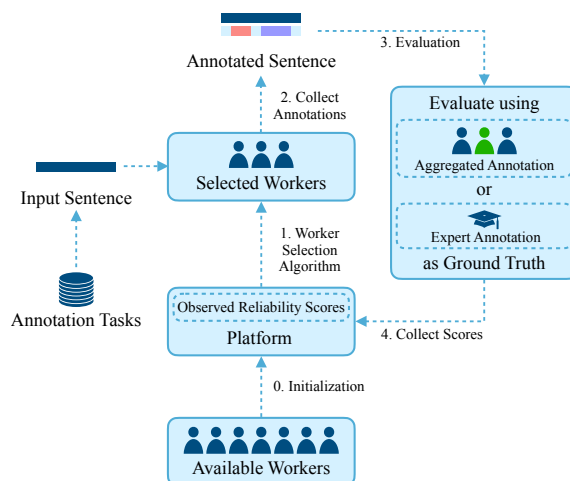 3. Evaluation
Annotated Sentence
2. Collect
Annotations
Evaluate using
Aggregated Annotation
or
Expert Annotation
as Ground Truth
Selected Workers
Input Sentence
1. Worker
Selection
Algorithm
Annotation Tasks
Observed Reliability Scores
Platform
4. Collect Scores
0. Initialization
Available Workers